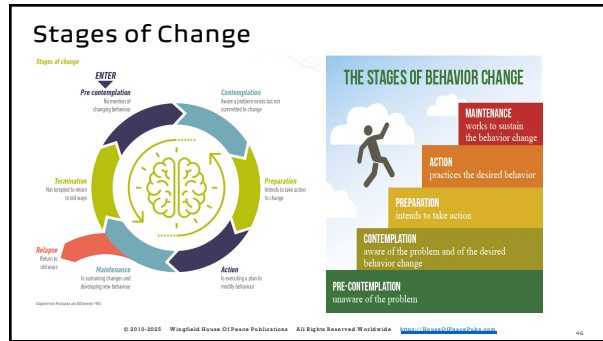 Stages of Change
Stages of change
ENTER
Pre contemplation
No mention of
changing behaviour
Contemplation
Aware a problem exists but not
committed to change
Preparation
Intends to take action
to change
Action
Is executing a plan to
modify behaviour
Maintenance
Is sustaining changes and
developing new behaviour
Relapse
Return to
old ways
Termination
Not tempted to return
to old ways
Adapted from Prochaska and DiClemente 1983
THE STAGES OF BEHAVIOR CHANGE
MAINTENANCE
works to sustain
the behavior change
ACTION
practices the desired behavior
PREPARATION
intends to take action
CONTEMPLATION
aware of the problem and of the desired
behavior change
PRE-CONTEMPLATION
unaware of the problem
© 2010-2025 Wingfield House Of Peace Publications All Rights Reserved Worldwide https://HouseOfPeacePubs.com
46